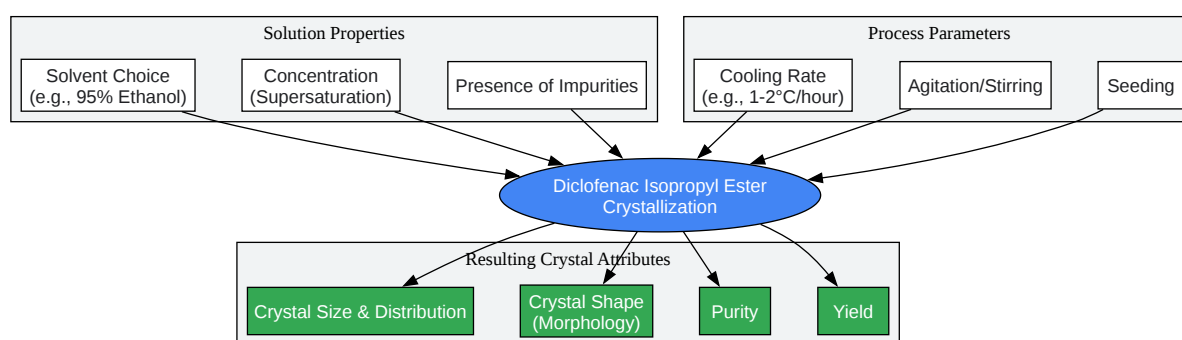 Solution Properties
Process Parameters
Solvent Choice
(e.g., 95% Ethanol)
Concentration
(Supersaturation)
Presence of Impurities
Cooling Rate
(e.g., 1-2°C/hour)
Agitation/Stirring
Seeding
Diclofenac Isopropyl Ester
Crystallization
Resulting Crystal Attributes
Crystal Size & Distribution
Crystal Shape
(Morphology)
Purity
Yield